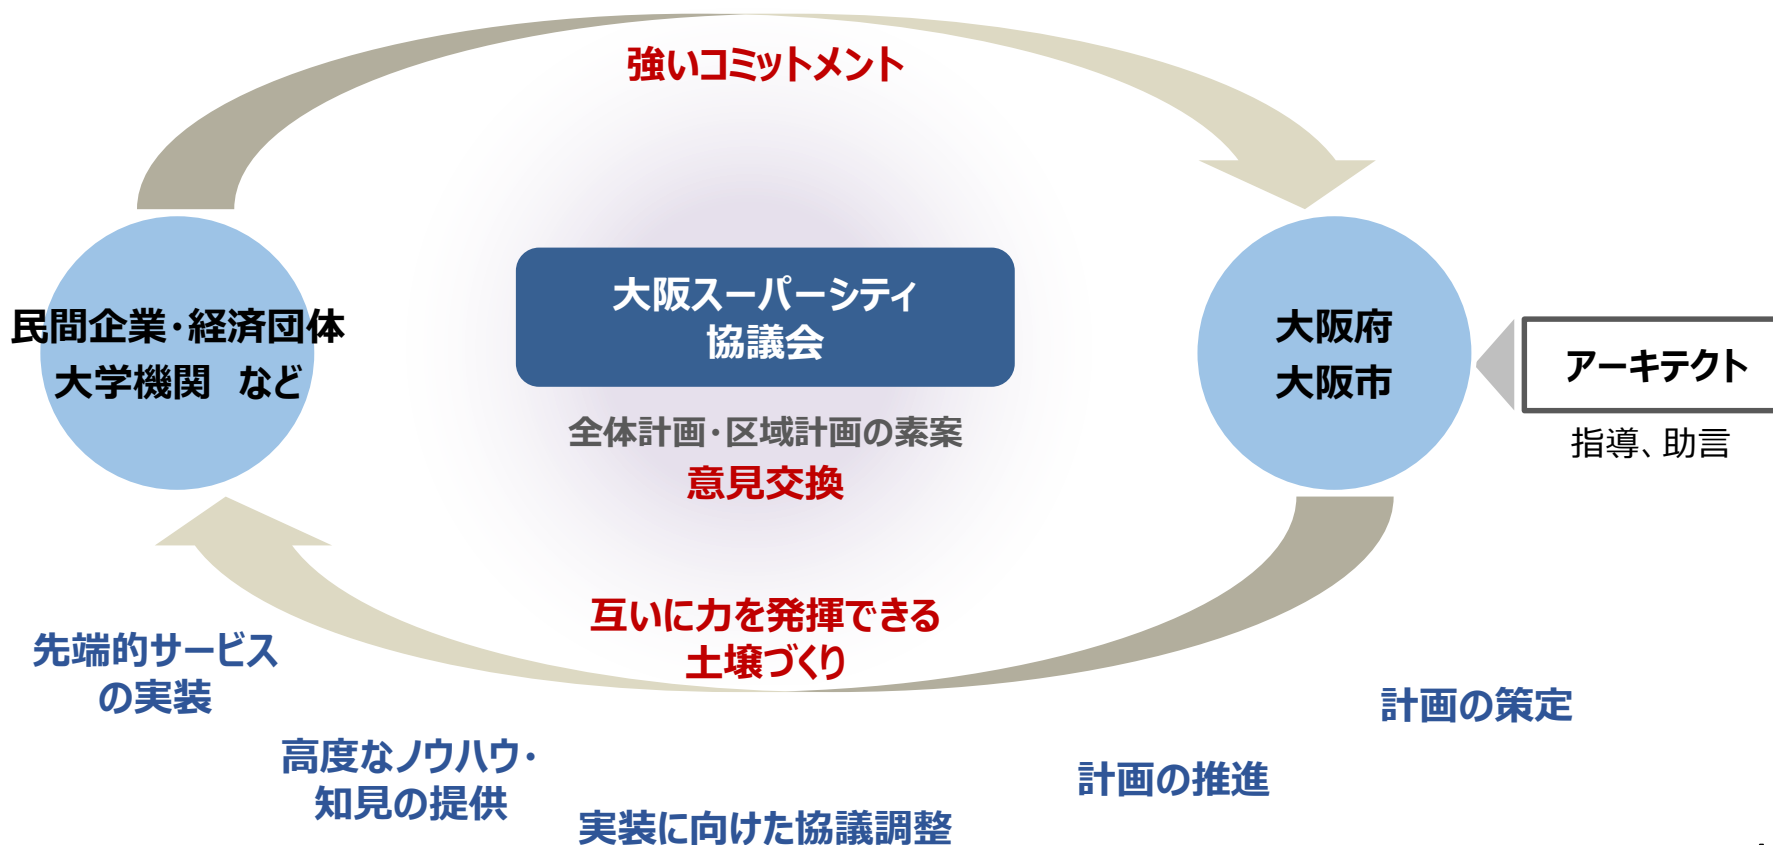 強いコミットメント
民間企業・経済団体
大学機関　など
大阪スーパーシティ
協議会
全体計画・区域計画の素案
意見交換
大阪府
大阪市
アーキテクト
指導、助言
互いに力を発揮できる
土壌づくり
先端的サービス
の実装
高度なノウハウ・
知見の提供
実装に向けた協議調整
計画の推進
計画の策定